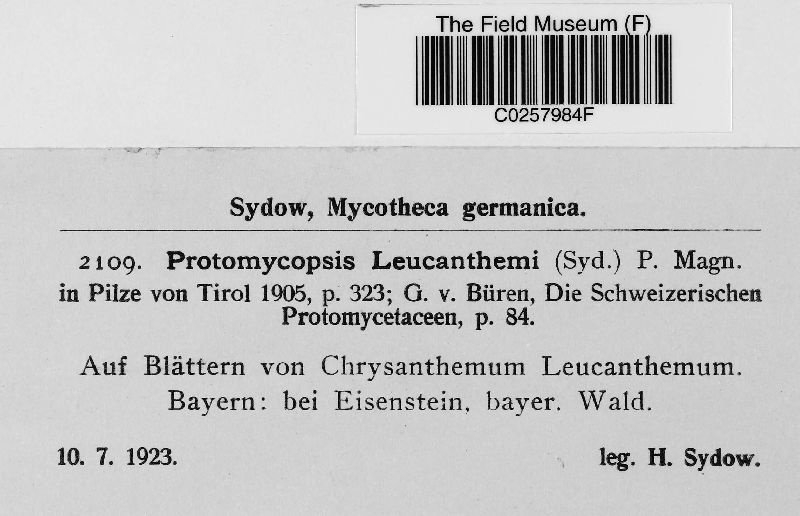 The Field Museum (F)
C0257984F
Sydow, Mycotheca germanica.
2109. Protomycopsis Leucanthemi (Syd.) P. Magn.
in Pilze von Tirol 1905, p. 323; G. v. Büren, Die Schweizerischen
Protomycetaceen, p. 84.
Auf Blättern von Chrysanthemum Leucanthemum.
Bayern: bei Eisenstein, bayer. Wald.
10. 7. 1923. leg. H. Sydow.